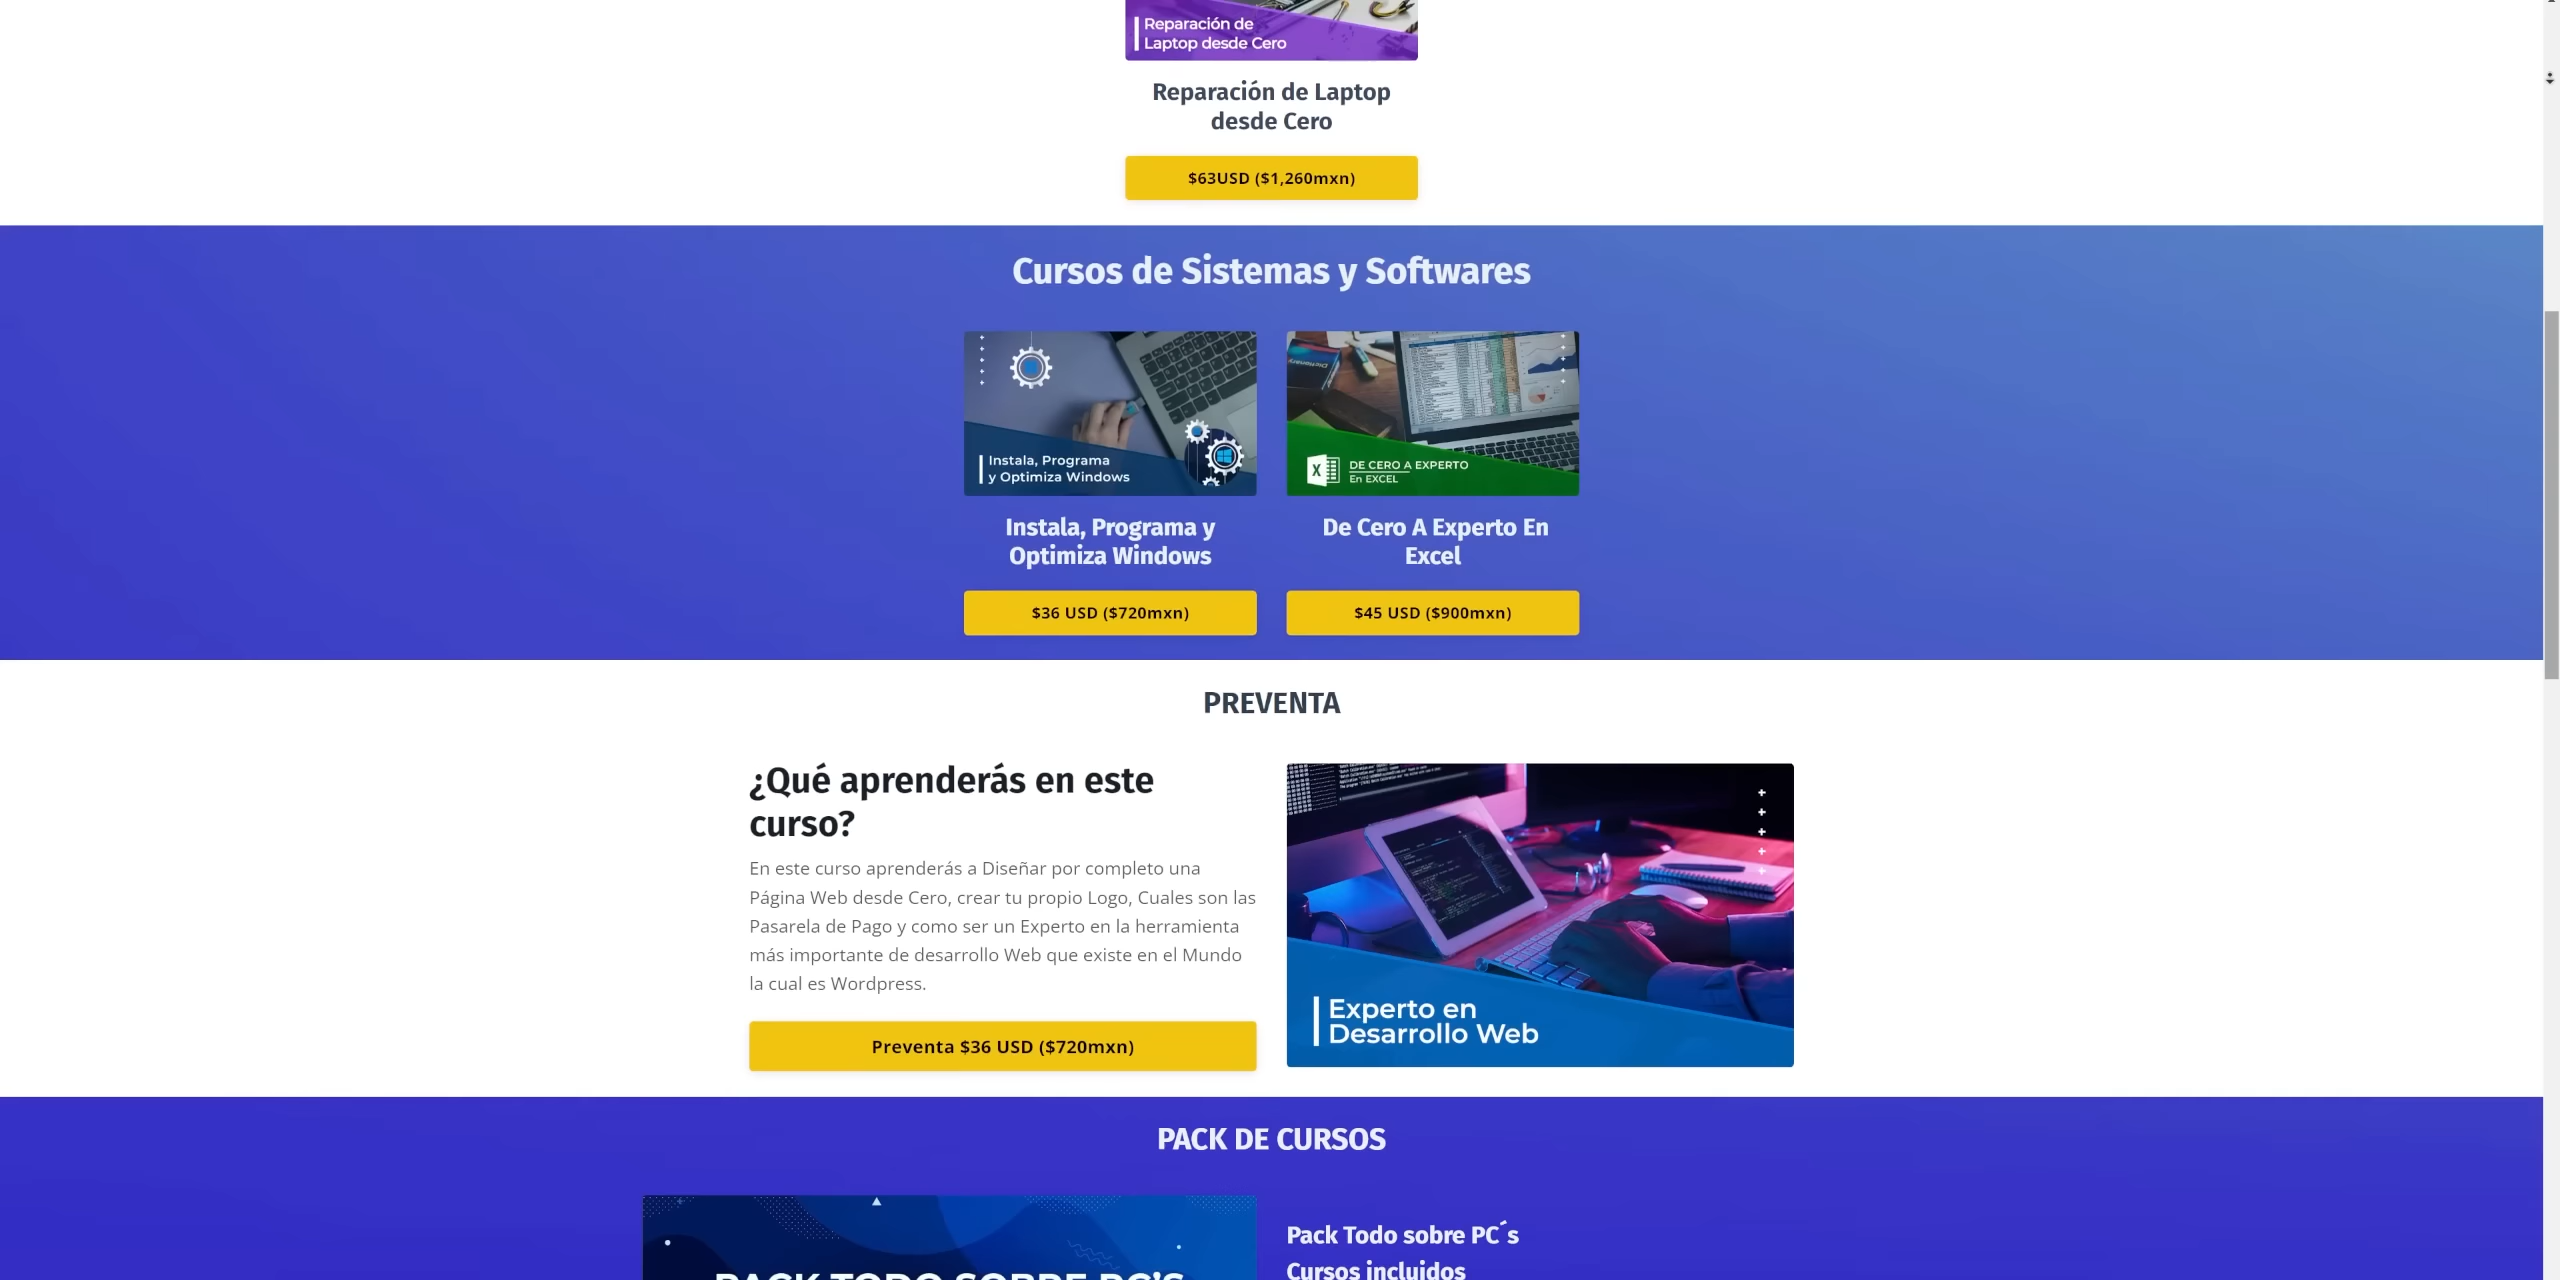 Reparación de
Laptop desde Cero
Reparación de Laptop
desde Cero
$63USD ($1,260mxn)
Cursos de Sistemas y Softwares
Instala, Programa
y Optimiza Windows
DE CERO A EXPERTO
En EXCEL
Instala, Programa y
Optimiza Windows
De Cero A Experto En
Excel
$36 USD ($720mxn)
$45 USD ($900mxn)
PREVENTA
¿Qué aprenderás en este
curso?
En este curso aprenderás a Diseñar por completo una
Página Web desde Cero, crear tu propio Logo, Cuales son las
Pasarela de Pago y como ser un Experto en la herramienta
más importante de desarrollo Web que existe en el Mundo
la cual es Wordpress.
Preventa $36 USD ($720mxn)
Experto en
Desarrollo Web
PACK DE CURSOS
PACK TODO SOBRE PC'S
Pack Todo sobre PC´s
Cursos incluidos